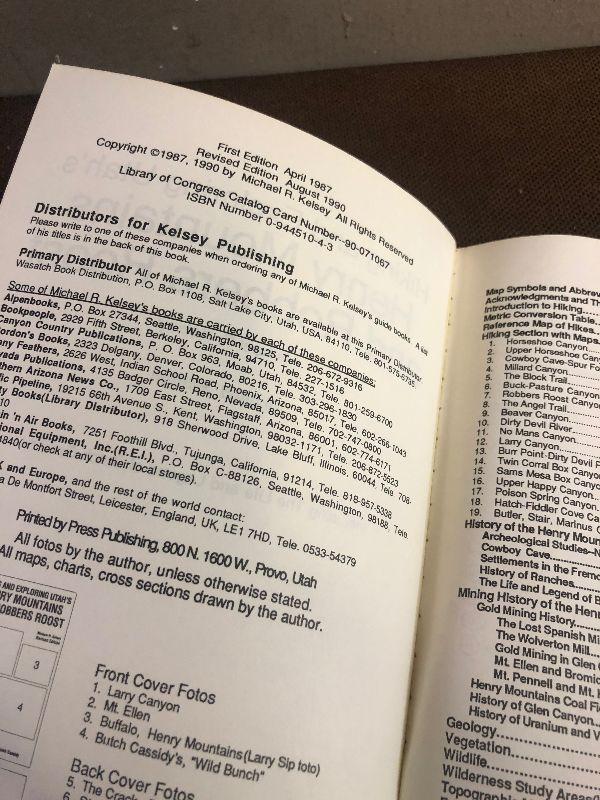 First Edition April 1987
Revised Edition August 1990
Copyright ©1987, 1990 by Michael R. Kelsey All Rights Reserved
Library of Congress Catalog Card Number--90-071067
ISBN Number 0-944510-4-3
Distributors for Kelsey Publishing
Please write to one of these companies when ordering any of Michael R. Kelsey's guide books. A list
of his titles is in the back of this book.
Primary Distributor All of Michael R. Kelsey's books are available at this Primary Distributor.
Wasatch Book Distribution, P.O. Box 1108, Salt Lake City, Utah, USA, 84110, Tele. 801-575-6735
Some of Michael R. Kelsey's books are carried by each of these companies:
Alpenbooks, P.O. Box 27344, Seattle, Washington, 98125, Tele. 206-672-9316
Bookpeople, 2929 Fifth Street, Berkeley, California, 94710, Tele. 227-1516
Canyon Country Publications, P. O. Box 963, Moab, Utah, 84532, Tele. 801-259-6700
Gordon's Books, 2323 Dalgany, Denver, Colorado, 80216, Tele. 303-296-1830
Feathers, 2626 West, Indian School Road, Phoenix, Arizona, 85017, Tele. 602-266-1043
Publications, 4135 Badger Circle, Reno, Nevada, 89509, Tele. 702-747-0800
Arizona News Co., 1709 East Street, Flagstaff, Arizona, 86001, 602-774-6171
Pipeline, 19215 66th Avenue S., Kent, Washington, 98032-1171, Tele. 206-872-5523
Books(Library Distributor), 918 Sherwood Drive, Lake Bluff, Illinois, 60044, Tele. 708-
10
'n Air Books, 7251 Foothill Blvd., Tujunga, California, 91214, Tele. 818-957-5338
Equipment, Inc.(R.E.I.), P.O. Box C-88126, Seattle, Washington, 98188, Tele.
4840(or check at any of their local stores).
and Europe, and the rest of the world contact:
De Montfort Street, Leicester, England, UK, LE1 7HD, Tele. 0533-54379
Printed by Press Publishing, 800 N. 1600 W., Provo, Utah
All fotos by the author, unless otherwise stated.
All maps, charts, cross sections drawn by the author.
AND EXPLORING UTAH'S
MOUNTAINS
ROBBERS ROOST
3
4
Front Cover Fotos
1. Larry Canyon
2. Mt. Ellen
3. Buffalo, Henry Mountains(Larry Sip foto)
4. Butch Cassidy's, "Wild Bunch"
Back Cover Fotos
5. The
6.
Map Symbols and
Acknowledgments and
Introduction to Hiking
Metric Conversion Table
Reference Map of Hikes
Hiking Section with Maps
1. Horseshoe Canyon
2. Upper Horseshoe
3. Cowboy Cave-Spur
4. Millard Canyon
5. The Block Trail
6. Buck-Pasture Canyon
7. Robbers Roost Canyon
8. The Angel Trail
9. Beaver Canyon
10. Dirty Devil River
11. No Mans Canyon
12. Larry Canyon
13. Burr Point-Dirty Devil
14. Twin Corral Box Canyon
15. Sams Mesa Box Canyon
16. Upper Happy Canyon
17. Poison Spring Canyon
18. Hatch-Fiddler Cove
19. Butler, Stair, Marinus
History of the Henry
Archeological Studies
Cowboy Cave
Settlements in the
History of Ranches
The Life and Legend of
Mining History of the
Gold Mining History
The Lost Spanish
The Wolverton Mill
Gold Mining in Glen
Mt. Ellen and
Mt. Pennell and Mt.
Henry Mountains Coal
History of Glen Canyon
History of Uranium and
Geology
Vegetation
Wildlife
Wilderness Study Areas